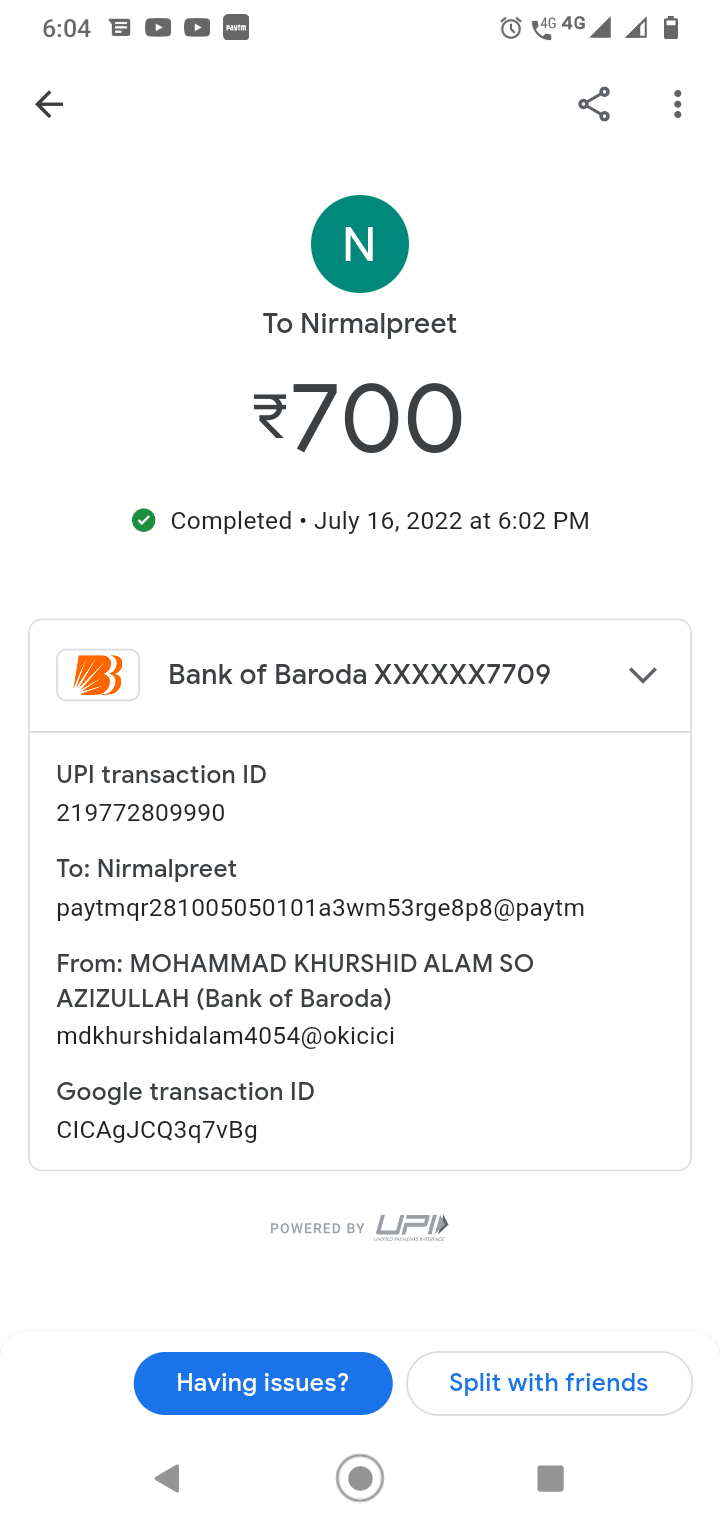 6:04
Paytm
4G 4G
N
To Nirmalpreet
₹700
Completed • July 16, 2022 at 6:02 PM
Bank of Baroda XXXXXX7709
UPI transaction ID
219772809990
To: Nirmalpreet
paytmqr281005050101a3wm53rge8p8@paytm
From: MOHAMMAD KHURSHID ALAM SO
AZIZULLAH (Bank of Baroda)
mdkhurshidalam4054@okicici
Google transaction ID
CICAgJCQ3q7vBg
POWERED BY UPI
UNIFIED PAYMENTS INTERFACE
Having issues? Split with friends